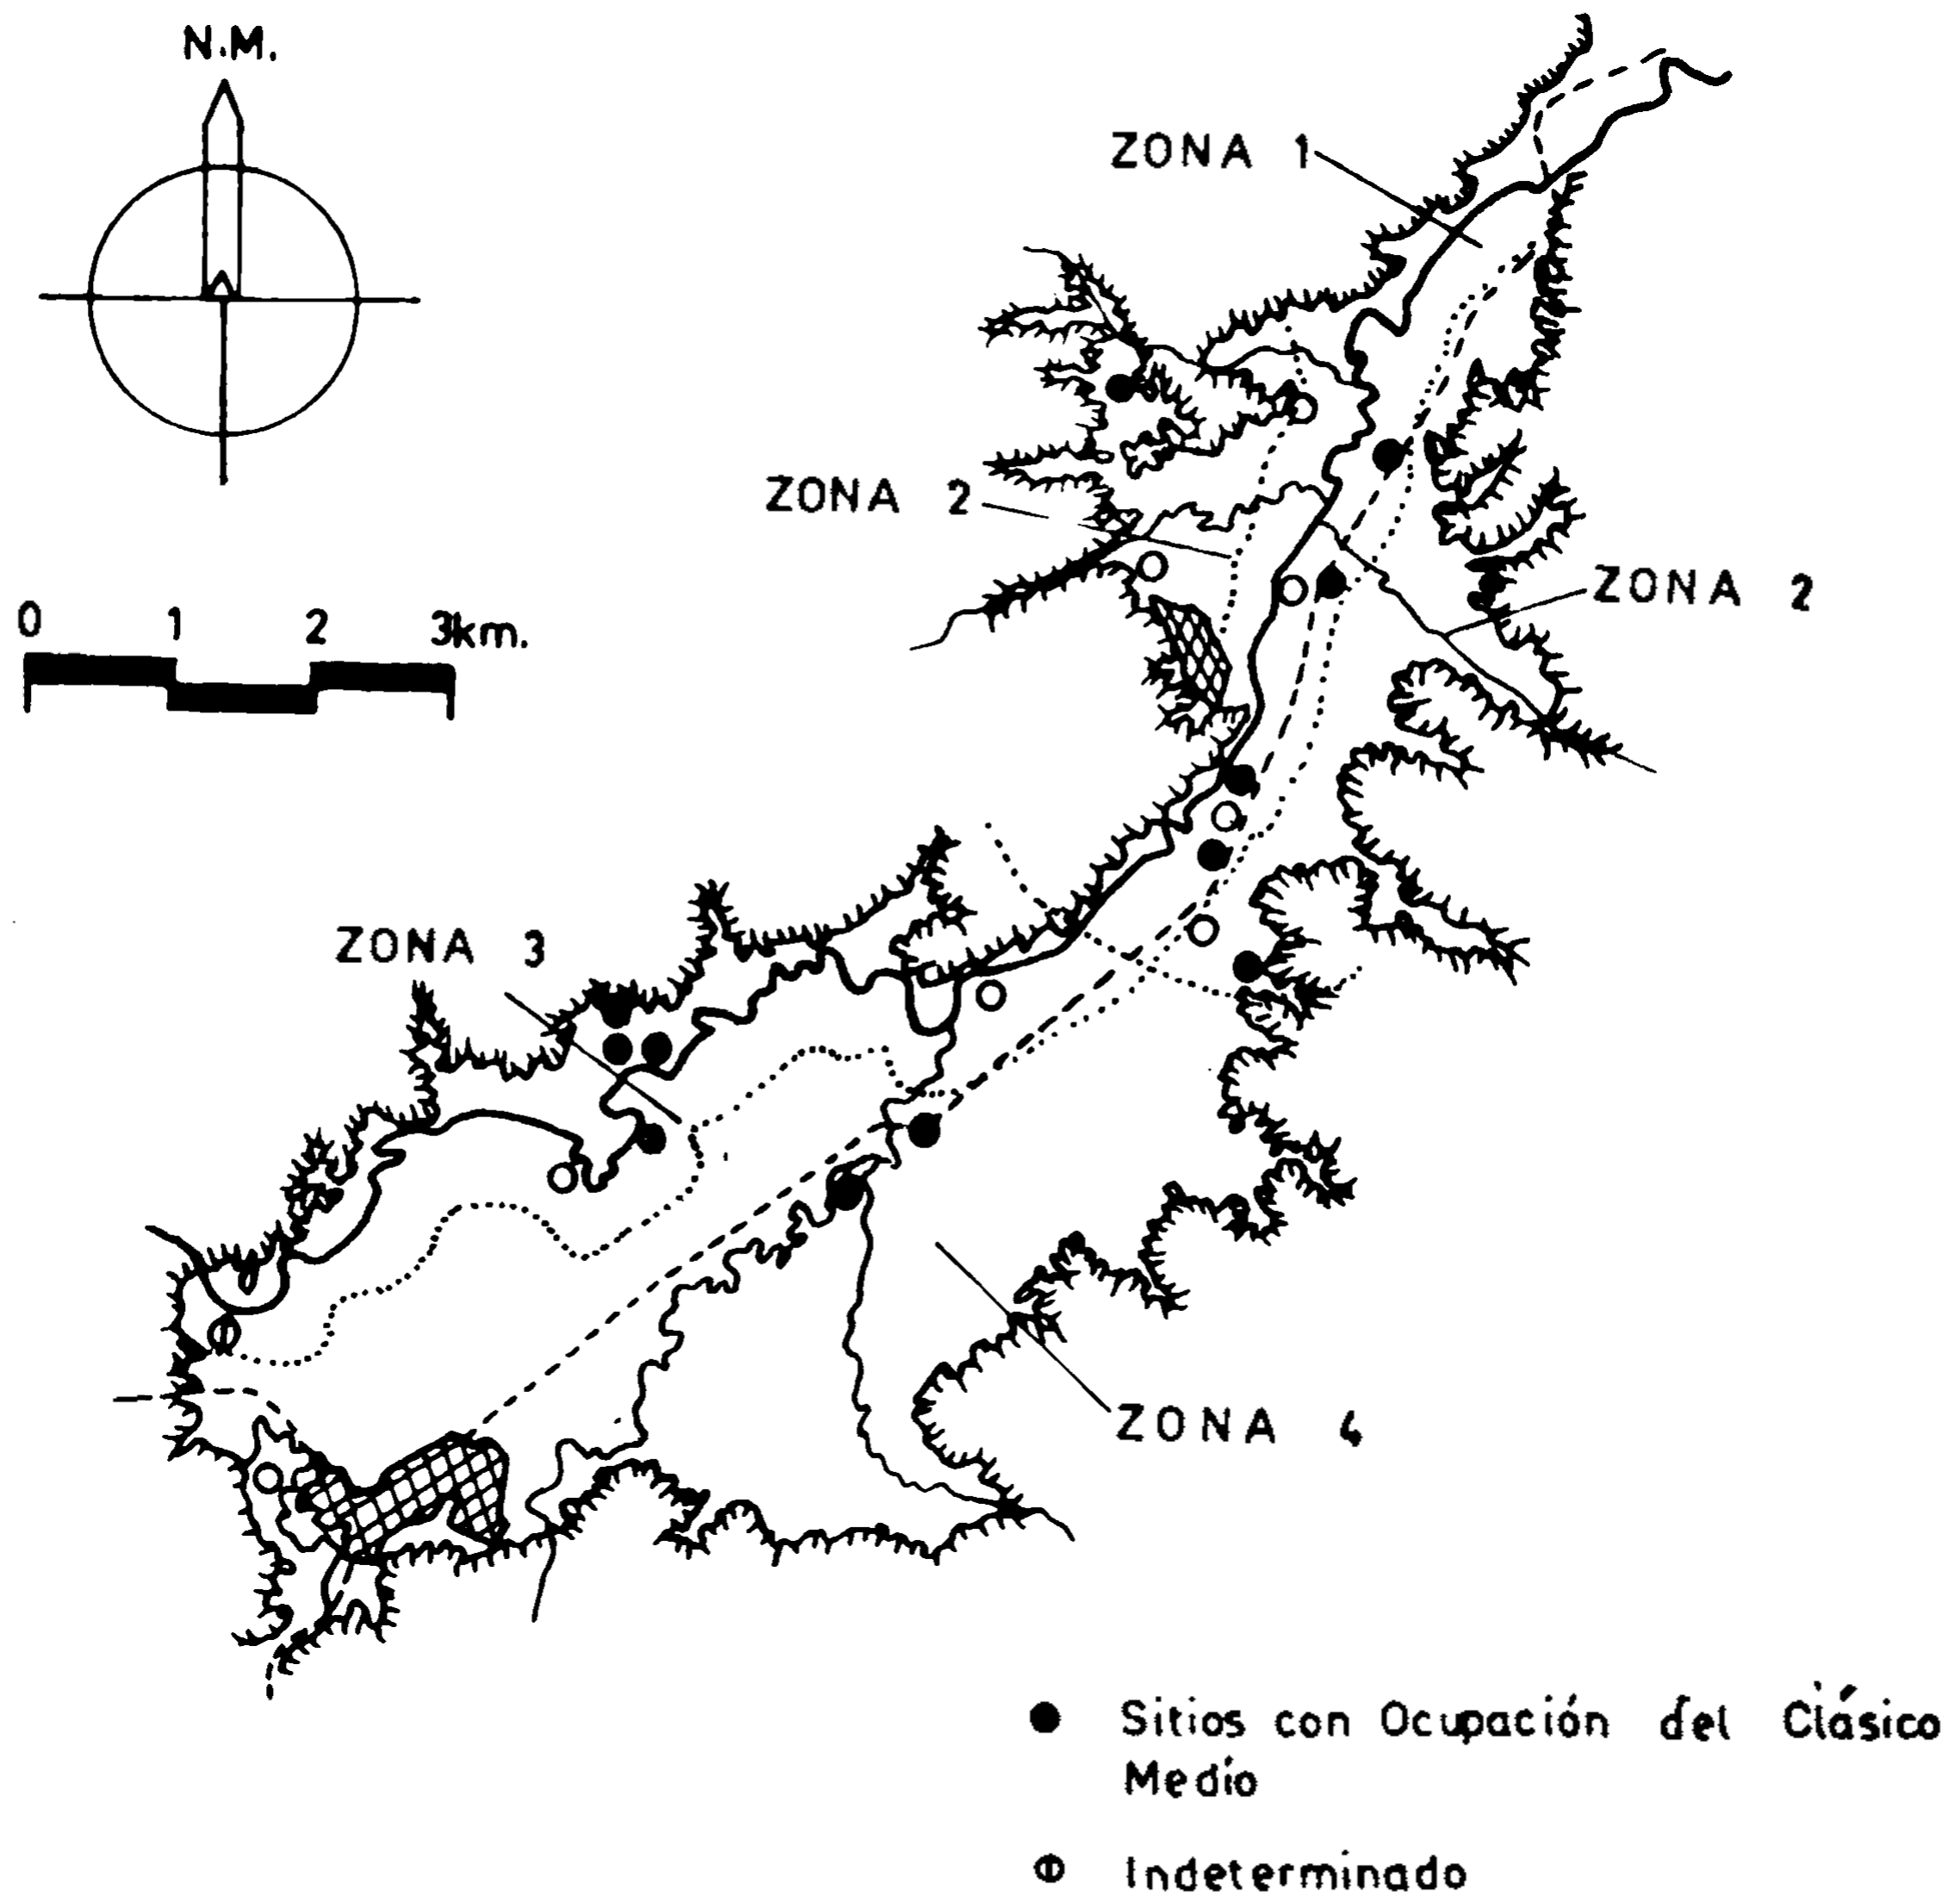 N.M.
ZONA 1
ZONA 2
ZONA 2
0 1 2 3km.
ZONA 3
ZONA 4
Sitios con Ocupación del Clásico
Medio
Indeterminado